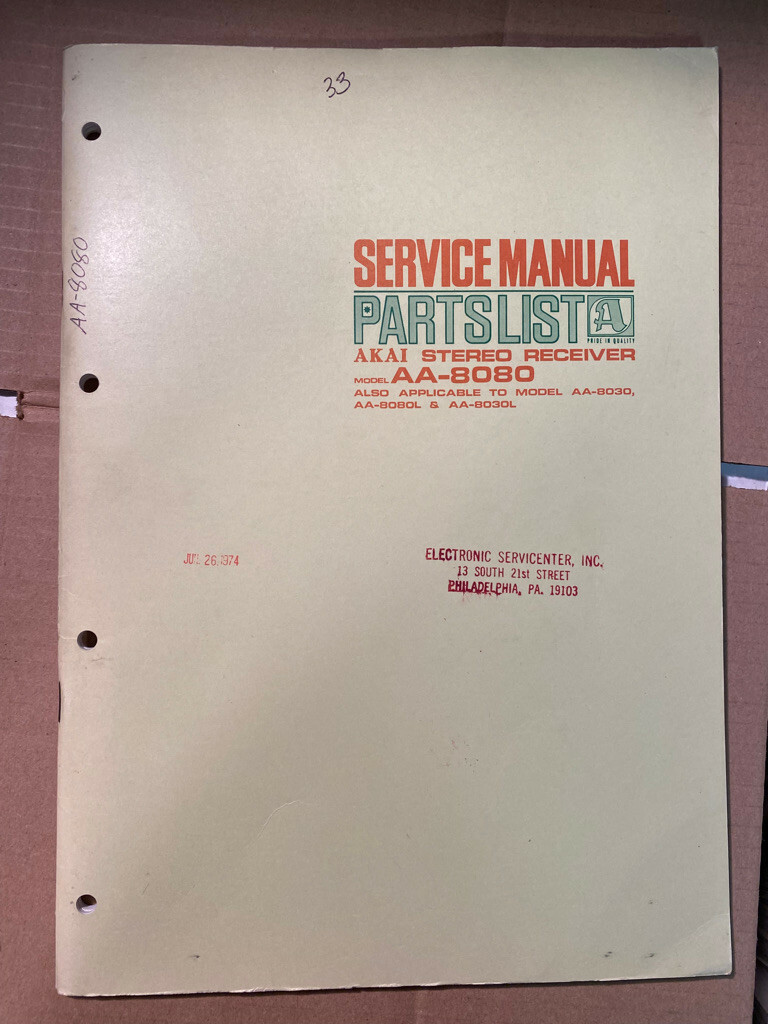 33
AA-8080
SERVICE MANUAL
PARTS LIST
A
PRIDE IN QUALITY
AKAI STEREO RECEIVER
MODEL AA-8080
ALSO APPLICABLE TO MODEL AA-8030,
AA-8080L & AA-8030L
JUL 26 1974
ELECTRONIC SERVICENTER, INC.
13 SOUTH 21st STREET
PHILADELPHIA, PA. 19103